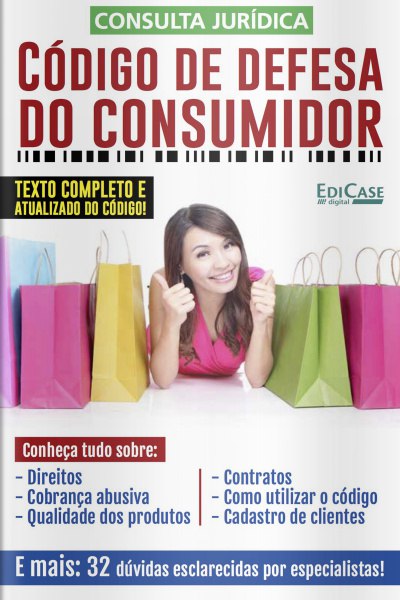 CONSULTA JURÍDICA
CÓDIGO DE DEFESA
DO CONSUMIDOR
TEXTO COMPLETO E
ATUALIZADO DO CÓDIGO!
EDICASE
digital
Conheça tudo sobre:
- Direitos
- Cobrança abusiva
- Qualidade dos produtos
- Contratos
- Como utilizar o código
- Cadastro de clientes
E mais: 32 dúvidas esclarecidas por especialistas!